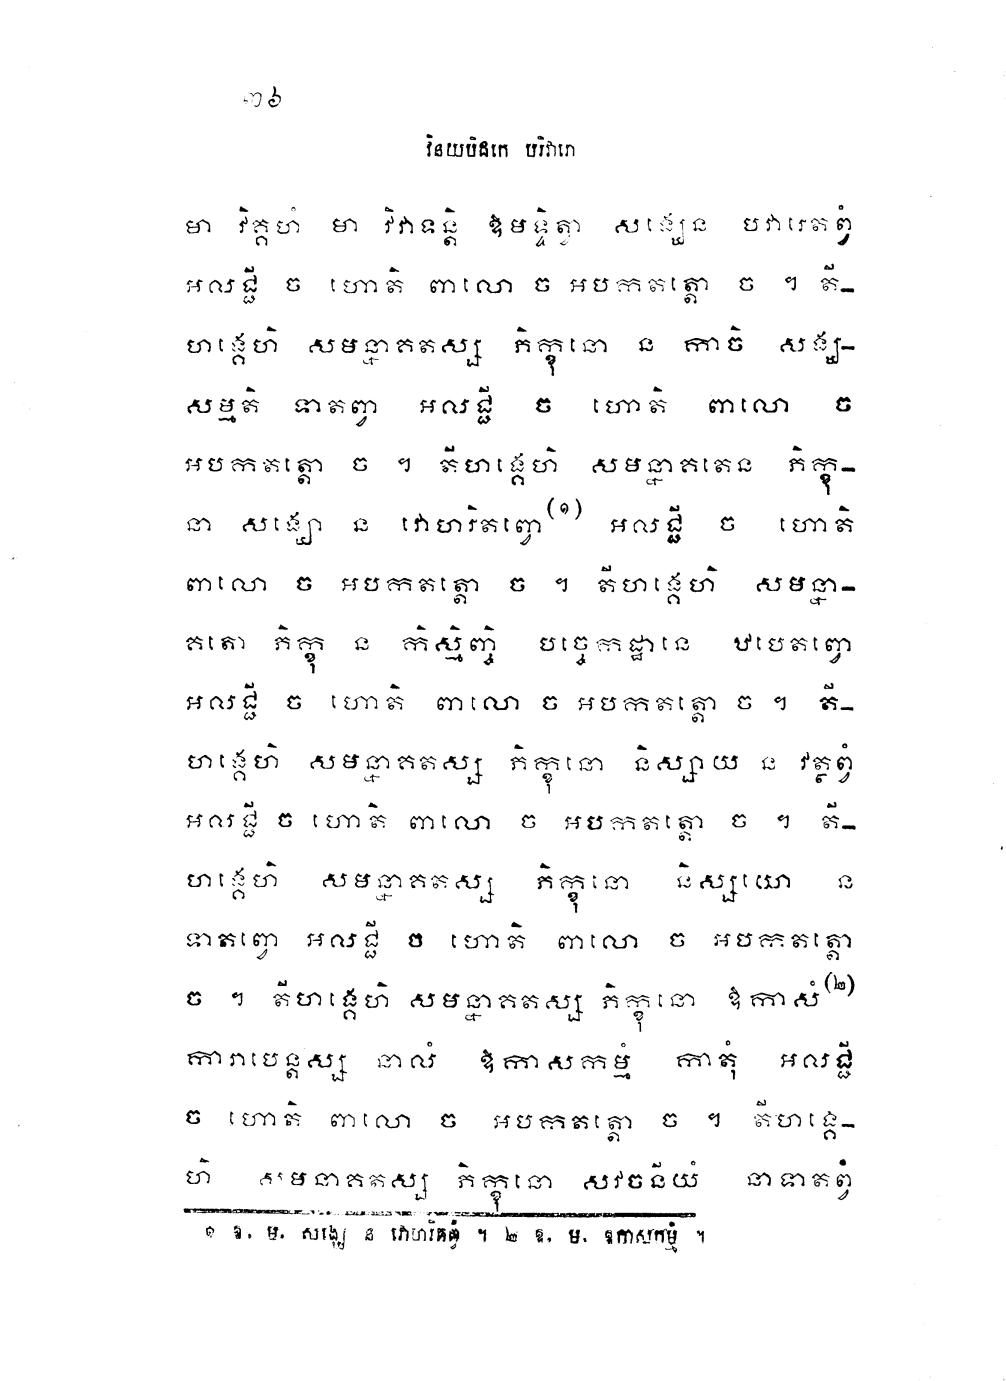 ៣៦
វិនយបិដកេ បរិវារោ
មា វិគ្គហំ មា វិវាទន្តិ ឱមទ្ទិត្វា សង្ឃេន បវារេតព្វំ
អលជ្ជី ច ហោតិ ពាលោ ច អបកតត្តោ ច ។ តី-
ហង្គេហិ សមន្នាគតស្ស ភិក្ខុនោ ន កាចិ សង្ឃ-
សម្មតិ ទាតព្វា អលជ្ជី ច ហោតិ ពាលោ ច
អបកតត្តោ ច ។ តីហង្គេហិ សមន្នាគតេន ភិក្ខុ-
នា សង្ឃោ ន វោហរិតព្វោ(១) អលជ្ជី ច ហោតិ
ពាលោ ច អបកតត្តោ ច ។ តីហង្គេហិ សមន្នា-
គតោ ភិក្ខុ ន កិស្មិញ្ចិ បច្ចេកដ្ឋានេ ឋបេតព្វោ
អលជ្ជី ច ហោតិ ពាលោ ច អបកតត្តោ ច ។ តី-
ហង្គេហិ សមន្នាគតស្ស ភិក្ខុនោ និស្សាយ ន វត្ថព្វំ
អលជ្ជី ច ហោតិ ពាលោ ច អបកតត្តោ ច ។ តី-
ហង្គេហិ សមន្នាគតស្ស ភិក្ខុនោ និស្សយោ ន
ទាតព្វោ អលជ្ជី ច ហោតិ ពាលោ ច អបកតត្តោ
ច ។ តីហង្គេហិ សមន្នាគតស្ស ភិក្ខុនោ ឱកាសំ(២)
ការាបេន្តស្ស នាលំ ឱកាសកម្មំ កាតុំ អលជ្ជី
ច ហោតិ ពាលោ ច អបកតត្តោ ច ។ តីហង្គេ-
ហិ សមនាគតស្ស ភិក្ខុនោ សវចនីយំ នាទាតព្វំ
១ ឱ. ម. សង្ឃេ ន វោហរិតព្វំ ។ ២ ឱ. ម. ឱកាសកម្មំ ។